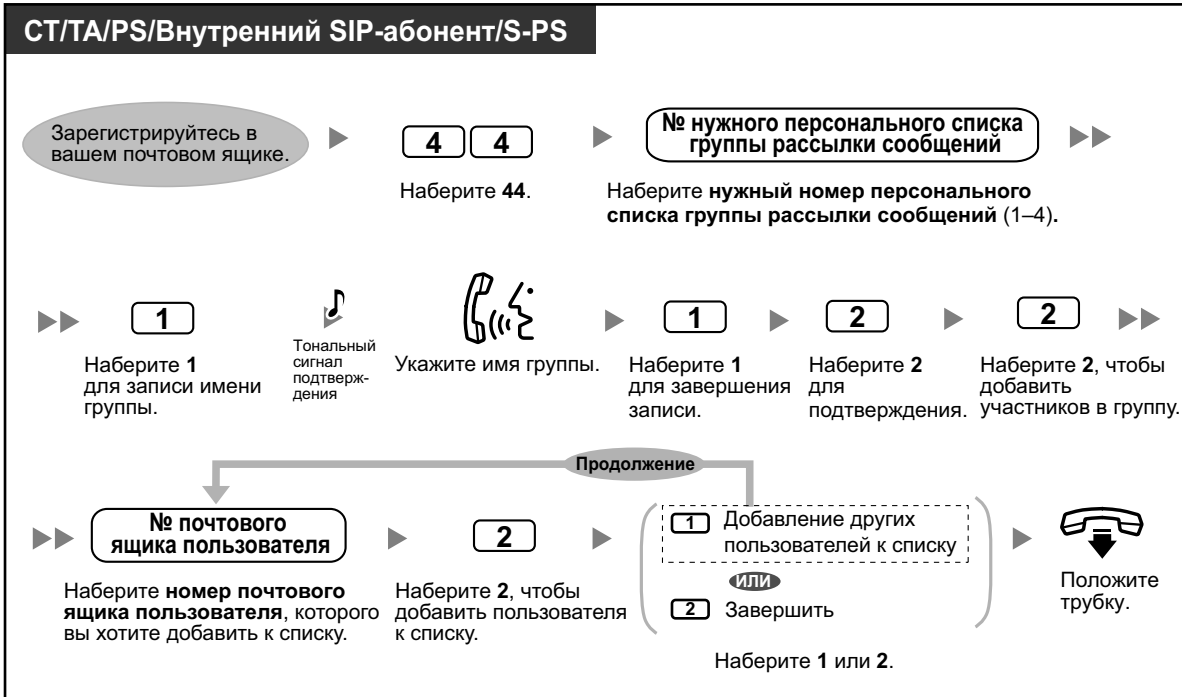 СТ/ТА/PS/Внутренний SIP-абонент/S-PS
Зарегистрируйтесь в
вашем почтовом ящике.
4 4
Наберите 44.
№ нужного персонального списка
группы рассылки сообщений
Наберите нужный номер персонального
списка группы рассылки сообщений (1–4).
1
Наберите 1
для записи имени
группы.
Тональный
сигнал
подтверж-
дения
Укажите имя группы.
1
Наберите 1
для завершения
записи.
2
Наберите 2
для
подтверждения.
2
Наберите 2, чтобы
добавить
участников в группу.
Продолжение
№ почтового
ящика пользователя
Наберите номер почтового
ящика пользователя, которого
вы хотите добавить к списку.
2
Наберите 2, чтобы
добавить пользователя
к списку.
1 Добавление других
пользователей к списку
ИЛИ
2 Завершить
Наберите 1 или 2.
Положите
трубку.